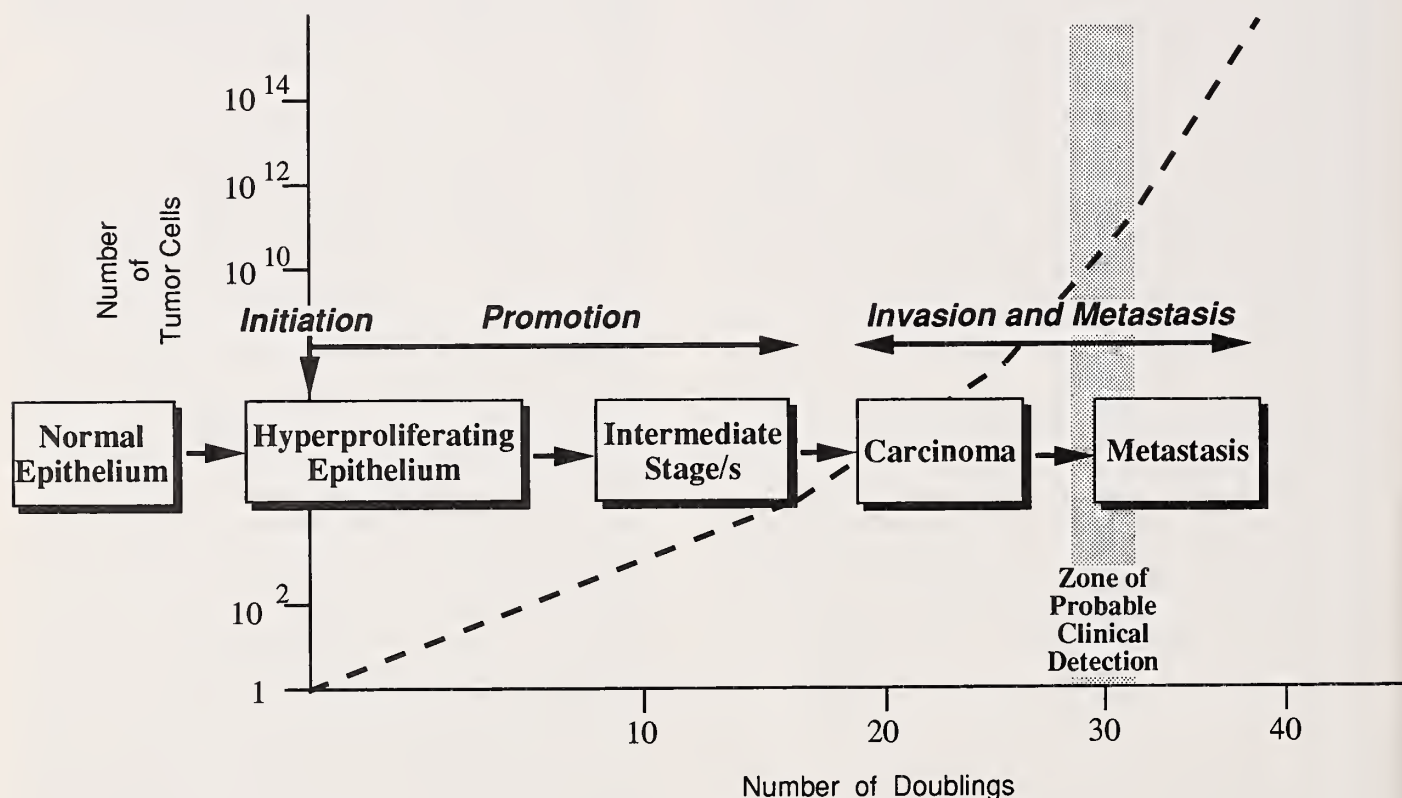 10 14
10 12
10 10
Number
of
Tumor Cells
Initiation
Promotion
Invasion and Metastasis
Normal
Epithelium
Hyperproliferating
Epithelium
Intermediate
Stage/s
Carcinoma
Metastasis
10 2
1
Zone of
Probable
Clinical
Detection
10
20
30
40
Number of Doublings